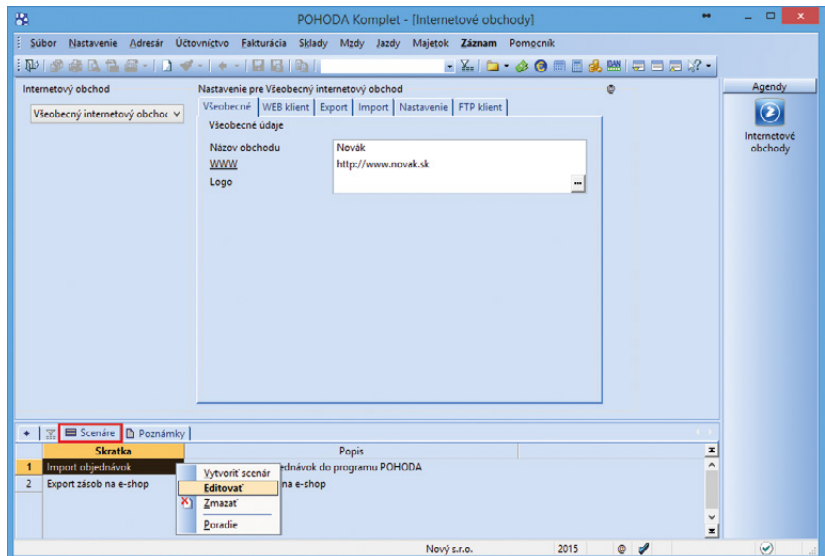 POHODA Komplet - [Internetové obchody]
Súbor Nastavenie Adresár Účtovníctvo Fakturácia Sklady Mzdy Jazdy Majetok Záznam Pomocník
Internetový obchod
Nastavenie pre Všeobecný internetový obchod
@
Agendy
Všeobecný internetový obchoc
Všeobecné WEB klient Export Import Nastavenie FTP klient
Všeobecné údaje
Internetové
obchody
Názov obchodu Novák
WWW http://www.novak.sk
Logo ...
Scenáre Poznámky
Skratka Popis
1 Import objednávok ednávok do programu POHODA
2 Export zásob na e-shop na e-shop
Vytvoriť scenár
Editovať
Zmazať
Poradie
Nový s.r.o. 2015 @